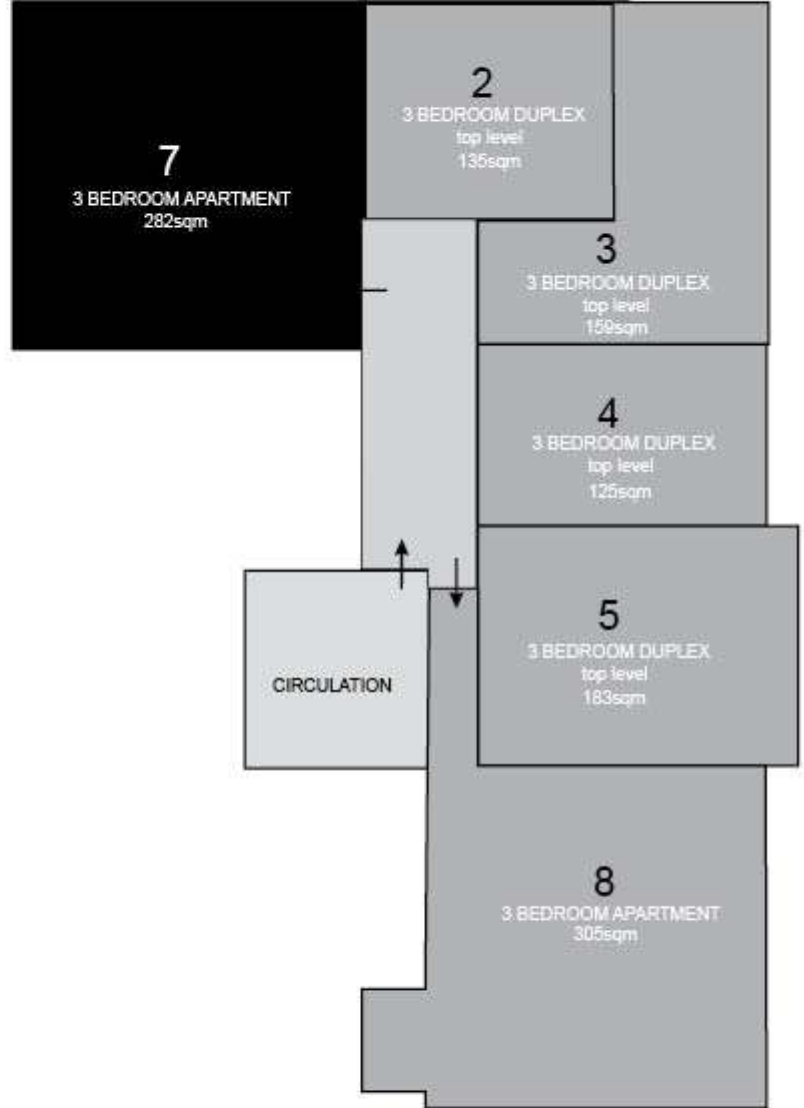 2
3 BEDROOM DUPLEX
top level
135sqm
7
3 BEDROOM APARTMENT
282sqm
3
3 BEDROOM DUPLEX
top level
159sqm
4
3 BEDROOM DUPLEX
top level
125sqm
5
3 BEDROOM DUPLEX
top level
183sqm
CIRCULATION
8
3 BEDROOM APARTMENT
305sqm